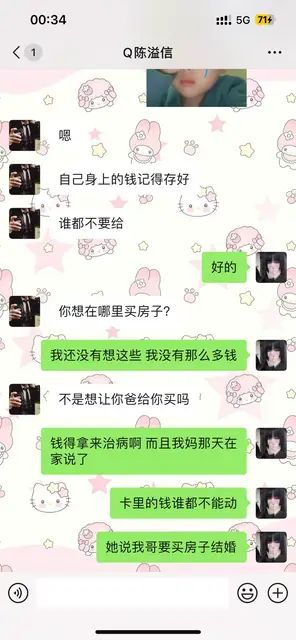 00:34
5G
71
1
Q陈溢信
嗯
自己身上的钱记得存好
谁都不要给
好的
你想在哪里买房子?
我还没有想这些 我没有那么多钱
不是想让你爸给你买吗
钱得拿来治病啊 而且我妈那天在
家说了
卡里的钱谁都不能动
她说我哥要买房子结婚